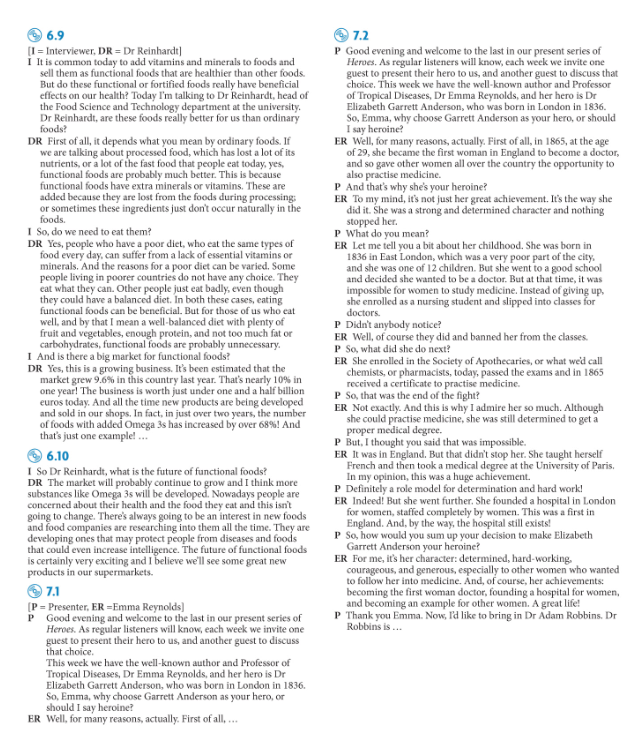 6.9
[I = Interviewer, DR = Dr Reinhardt]
I It is common today to add vitamins and minerals to foods and
sell them as functional foods that are healthier than other foods.
But do these functional or fortified foods really have beneficial
effects on our health? Today I'm talking to Dr Reinhardt, head of
the Food Science and Technology department at the university.
Dr Reinhardt, are these foods really better for us than ordinary
foods?
DR First of all, it depends what you mean by ordinary foods. If
we are talking about processed food, which has lost a lot of its
nutrients, or a lot of the fast food that people eat today, yes,
functional foods are probably much better. This is because
functional foods have extra minerals or vitamins. These are
added because they are lost from the foods during processing;
or sometimes these ingredients just don't occur naturally in the
foods.
I So, do we need to eat them?
DR Yes, people who have a poor diet, who eat the same types of
food every day, can suffer from a lack of essential vitamins or
minerals. And the reasons for a poor diet can be varied. Some
people living in poorer countries do not have any choice. They
eat what they can. Other people just eat badly, even though
they could have a balanced diet. In both these cases, eating
functional foods can be beneficial. But for those of us who eat
well, and by that I mean a well-balanced diet with plenty of
fruit and vegetables, enough protein, and not too much fat or
carbohydrates, functional foods are probably unnecessary.
I And is there a big market for functional foods?
DR Yes, this is a growing business. It's been estimated that the
market grew 9.6% in this country last year. That's nearly 10% in
one year! The business is worth just under one and a half billion
euros today. And all the time new products are being developed
and sold in our shops. In fact, in just over two years, the number
of foods with added Omega 3s has increased by over 68%! And
that's just one example! …
6.10
I So Dr Reinhardt, what is the future of functional foods?
DR The market will probably continue to grow and I think more
substances like Omega 3s will be developed. Nowadays people are
concerned about their health and the food they eat and this isn't
going to change. There's always going to be an interest in new foods
and food companies are researching into them all the time. They are
developing ones that may protect people from diseases and foods
that could even increase intelligence. The future of functional foods
is certainly very exciting and I believe we'll see some great new
products in our supermarkets.
7.1
[P = Presenter, ER =Emma Reynolds]
P Good evening and welcome to the last in our present series of
Heroes. As regular listeners will know, each week we invite one
guest to present their hero to us, and another guest to discuss
that choice.
This week we have the well-known author and Professor of
Tropical Diseases, Dr Emma Reynolds, and her hero is Dr
Elizabeth Garrett Anderson, who was born in London in 1836.
So, Emma, why choose Garrett Anderson as your hero, or
should I say heroine?
ER Well, for many reasons, actually. First of all, …
7.2
P Good evening and welcome to the last in our present series of
Heroes. As regular listeners will know, each week we invite one
guest to present their hero to us, and another guest to discuss that
choice. This week we have the well-known author and Professor
of Tropical Diseases, Dr Emma Reynolds, and her hero is Dr
Elizabeth Garrett Anderson, who was born in London in 1836.
So, Emma, why choose Garrett Anderson as your hero, or should
I say heroine?
ER Well, for many reasons, actually. First of all, in 1865, at the age
of 29, she became the first woman in England to become a doctor,
and so gave other women all over the country the opportunity to
also practise medicine.
P And that's why she's your heroine?
ER To my mind, it's not just her great achievement. It's the way she
did it. She was a strong and determined character and nothing
stopped her.
P What do you mean?
ER Let me tell you a bit about her childhood. She was born in
1836 in East London, which was a very poor part of the city,
and she was one of 12 children. But she went to a good school
and decided she wanted to be a doctor. But at that time, it was
impossible for women to study medicine. Instead of giving up,
she enrolled as a nursing student and slipped into classes for
doctors.
P Didn't anybody notice?
ER Well, of course they did and banned her from the classes.
P So, what did she do next?
ER She enrolled in the Society of Apothecaries, or what we'd call
chemists, or pharmacists, today, passed the exams and in 1865
received a certificate to practise medicine.
P So, that was the end of the fight?
ER Not exactly. And this is why I admire her so much. Although
she could practise medicine, she was still determined to get a
proper medical degree.
P But, I thought you said that was impossible.
ER It was in England. But that didn't stop her. She taught herself
French and then took a medical degree at the University of Paris.
In my opinion, this was a huge achievement.
P Definitely a role model for determination and hard work!
ER Indeed! But she went further. She founded a hospital in London
for women, staffed completely by women. This was a first in
England. And, by the way, the hospital still exists!
P So, how would you sum up your decision to make Elizabeth
Garrett Anderson your heroine?
ER For me, it's her character: determined, hard-working,
courageous, and generous, especially to other women who wanted
to follow her into medicine. And, of course, her achievements:
becoming the first woman doctor, founding a hospital for women,
and becoming an example for other women. A great life!
P Thank you Emma. Now, I'd like to bring in Dr Adam Robbins. Dr
Robbins is …